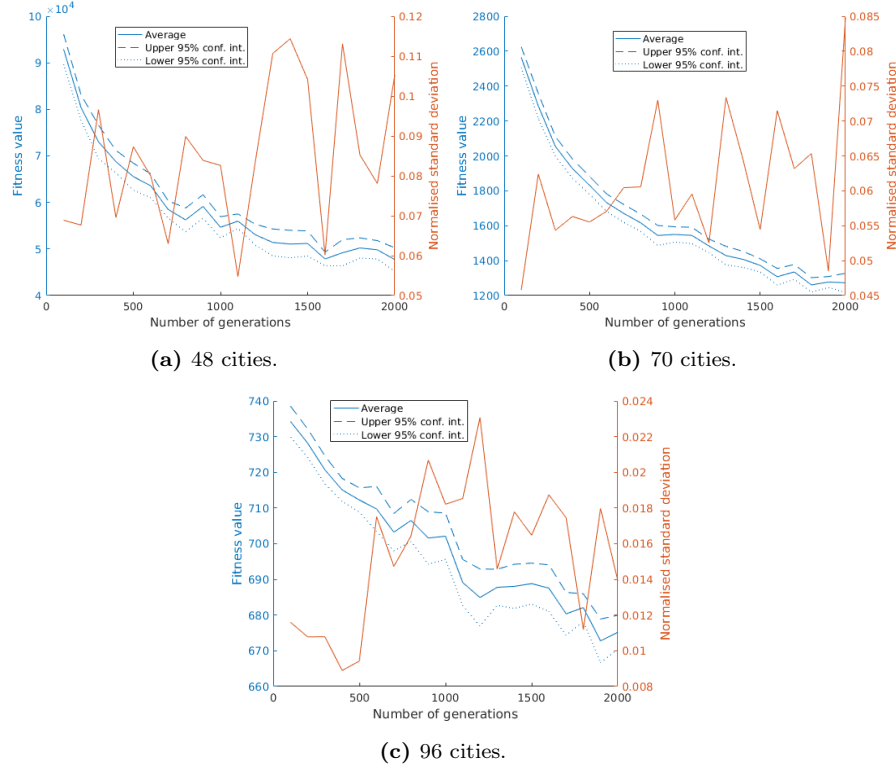 ×10⁴
10
9
8
7
6
5
4
Fitness value
0 500 1000 1500 2000
Number of generations
0.12
0.11
0.1
0.09
0.08
0.07
0.06
0.05
Normalised standard deviation
Average
Upper 95% conf. int.
Lower 95% conf. int.
(a) 48 cities.
2800
2600
2400
2200
2000
1800
1600
1400
1200
Fitness value
0 500 1000 1500 2000
Number of generations
0.085
0.08
0.075
0.07
0.065
0.06
0.055
0.05
0.045
Normalised standard deviation
Average
Upper 95% conf. int.
Lower 95% conf. int.
(b) 70 cities.
740
730
720
710
700
690
680
670
660
Fitness value
0 500 1000 1500 2000
Number of generations
0.024
0.022
0.02
0.018
0.016
0.014
0.012
0.01
0.008
Normalised standard deviation
Average
Upper 95% conf. int.
Lower 95% conf. int.
(c) 96 cities.